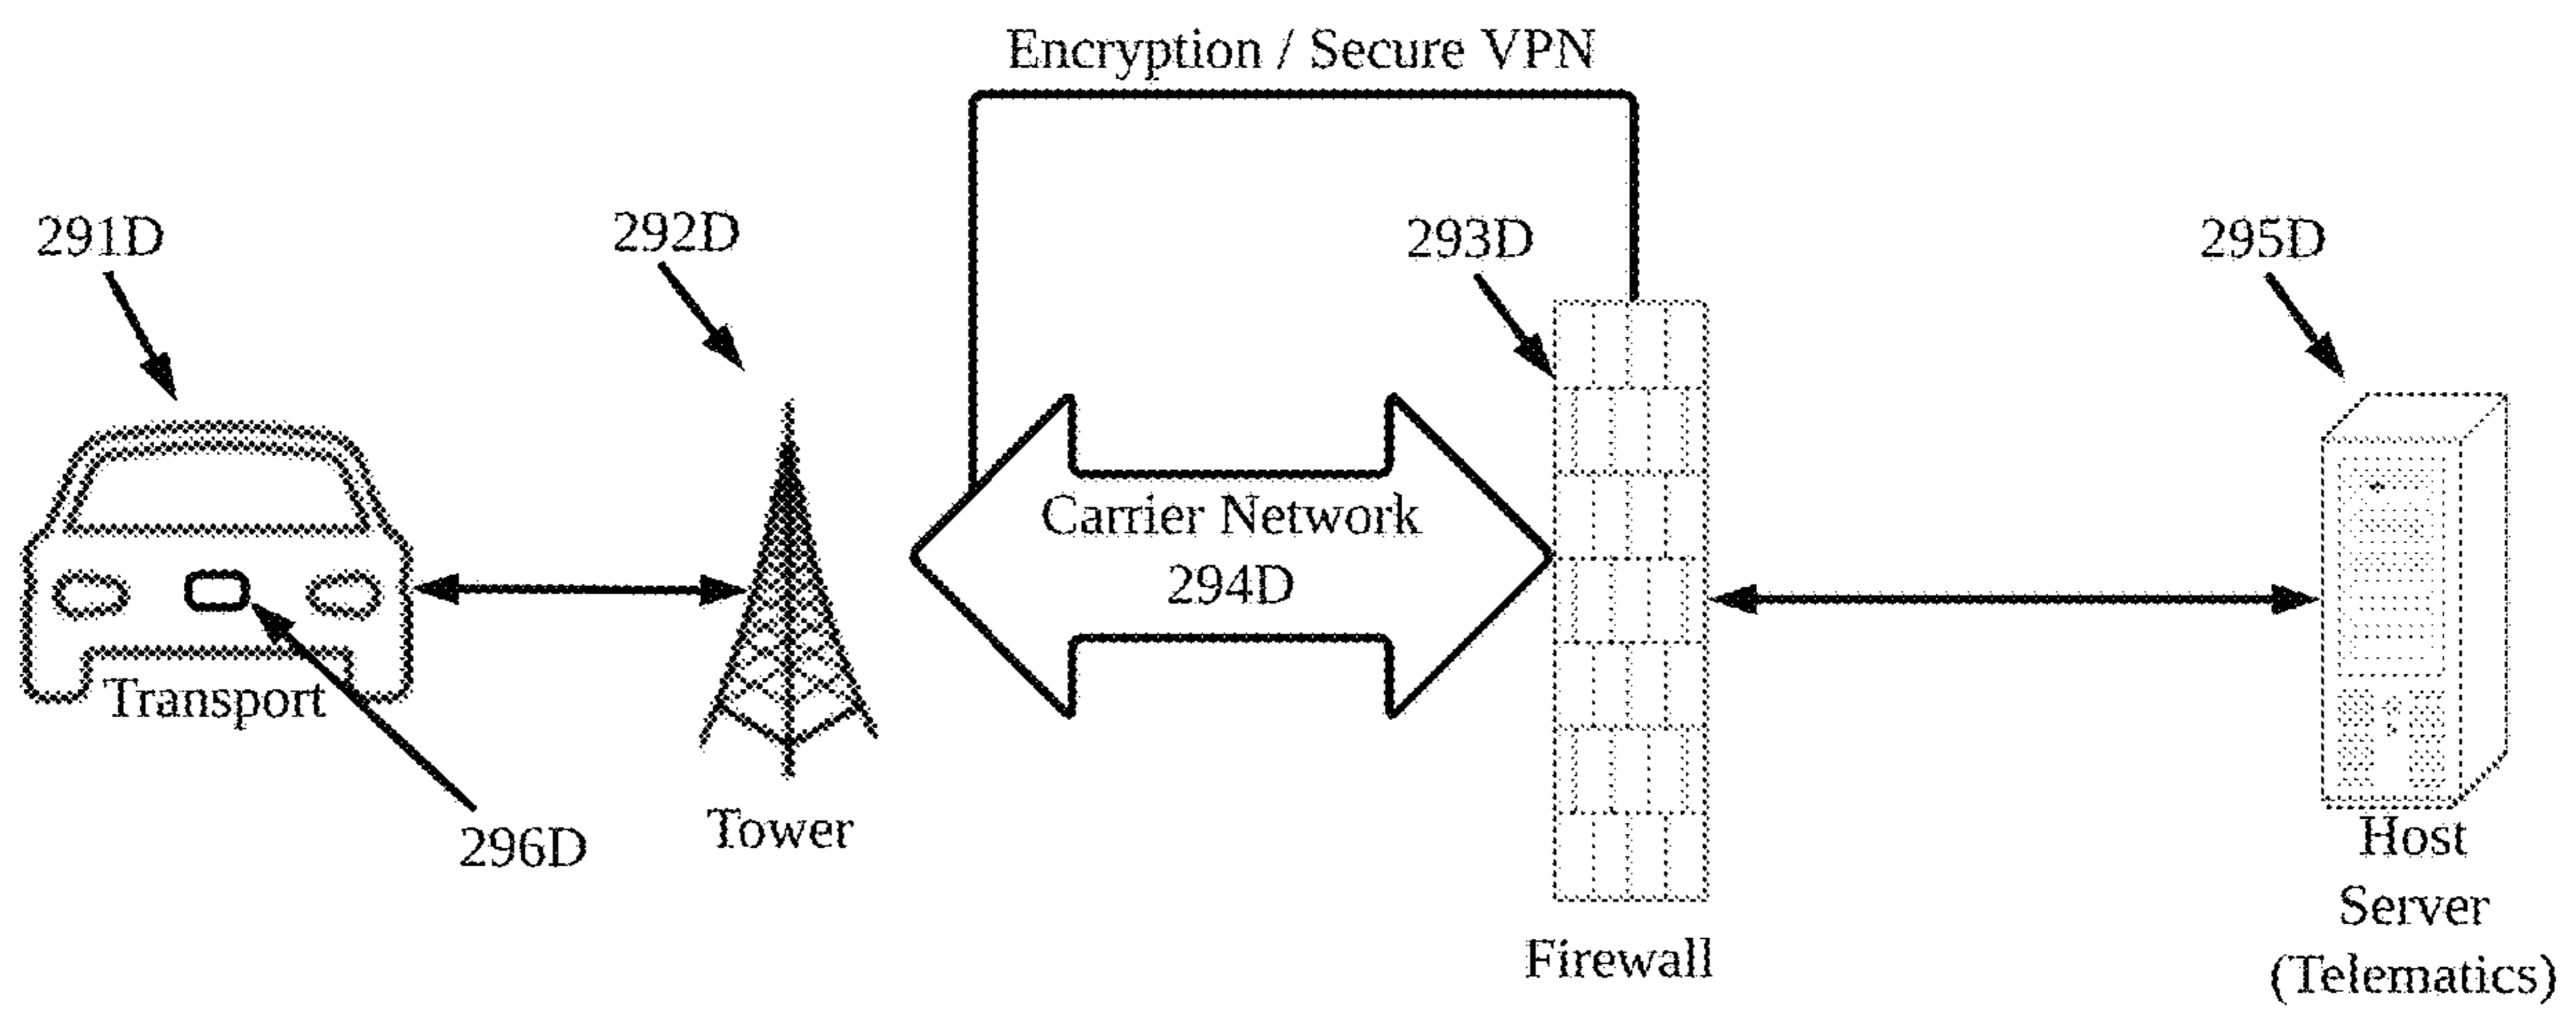 Encryption / Secure VPN
291D
292D
293D
295D
Carrier Network
294D
Transport
296D
Tower
Firewall
Host
Server
(Telematics)